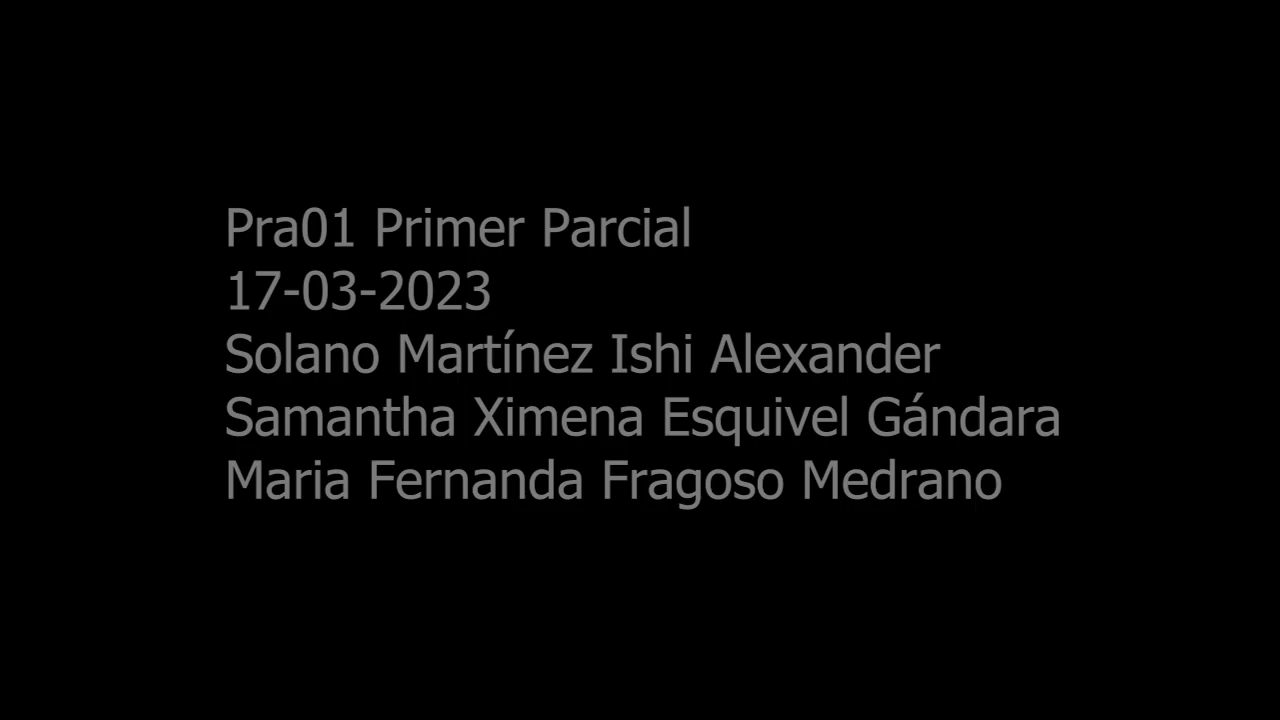 Pra01 Primer Parcial
17-03-2023
Solano Martínez Ishi Alexander
Samantha Ximena Esquivel Gándara
Maria Fernanda Fragoso Medrano